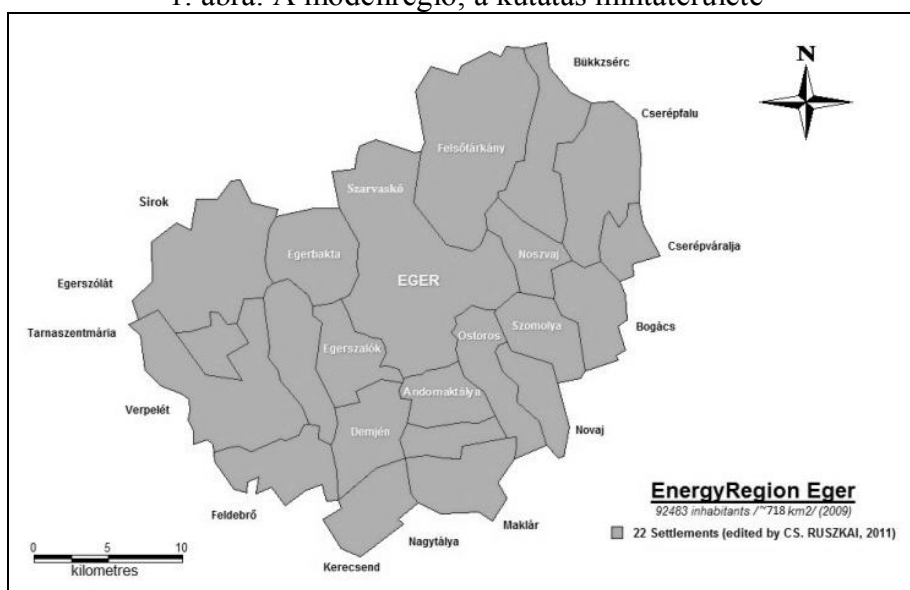 1. ábra: A modellrégió, a kutatás mintaterülete
N
Bükkzsérc
Cserépfalu
Felsőtárkány
Szarvaskő
Sirok
Egerbakta
Noszvaj
Cserépváralja
EGER
Egerszólát
Tarnaszentmária
Ostoros
Szomolya
Bogács
Egerszalók
Andornaktálya
Verpelét
Demjén
Novaj
EnergyRegion Eger
92483 inhabitants /~718 km2/ (2009)
22 Settlements (edited by CS. RUSZKAI, 2011)
Feldebrő
Maklár
Nagytálya
Kerecsend
0 5 10
kilometres